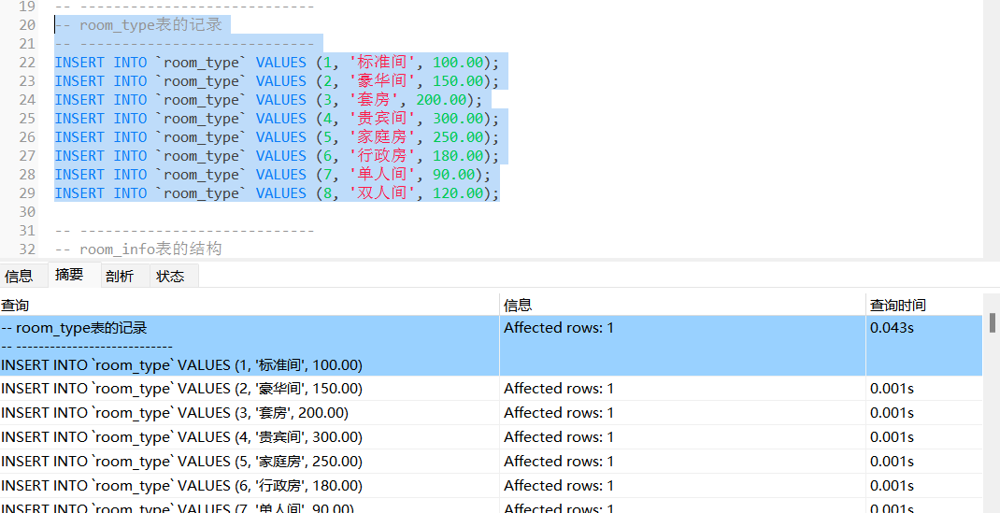 19 -- ----------------------------
20 -- room_type表的记录
21 -- ----------------------------
22 INSERT INTO `room_type` VALUES (1, '标准间', 100.00);
23 INSERT INTO `room_type` VALUES (2, '豪华间', 150.00);
24 INSERT INTO `room_type` VALUES (3, '套房', 200.00);
25 INSERT INTO `room_type` VALUES (4, '贵宾间', 300.00);
26 INSERT INTO `room_type` VALUES (5, '家庭房', 250.00);
27 INSERT INTO `room_type` VALUES (6, '行政房', 180.00);
28 INSERT INTO `room_type` VALUES (7, '单人间', 90.00);
29 INSERT INTO `room_type` VALUES (8, '双人间', 120.00);
30
31 -- ----------------------------
32 -- room_info表的结构
信息 摘要 剖析 状态
查询 信息 查询时间
-- room_type表的记录 Affected rows: 1 0.043s
-- ----------------------------
INSERT INTO `room_type` VALUES (1, '标准间', 100.00)
INSERT INTO `room_type` VALUES (2, '豪华间', 150.00) Affected rows: 1 0.001s
INSERT INTO `room_type` VALUES (3, '套房', 200.00) Affected rows: 1 0.001s
INSERT INTO `room_type` VALUES (4, '贵宾间', 300.00) Affected rows: 1 0.001s
INSERT INTO `room_type` VALUES (5, '家庭房', 250.00) Affected rows: 1 0.001s
INSERT INTO `room_type` VALUES (6, '行政房', 180.00) Affected rows: 1 0.001s
INSERT INTO `room_type` VALUES (7, '单人间', 90.00) Affected rows: 1 0.001s